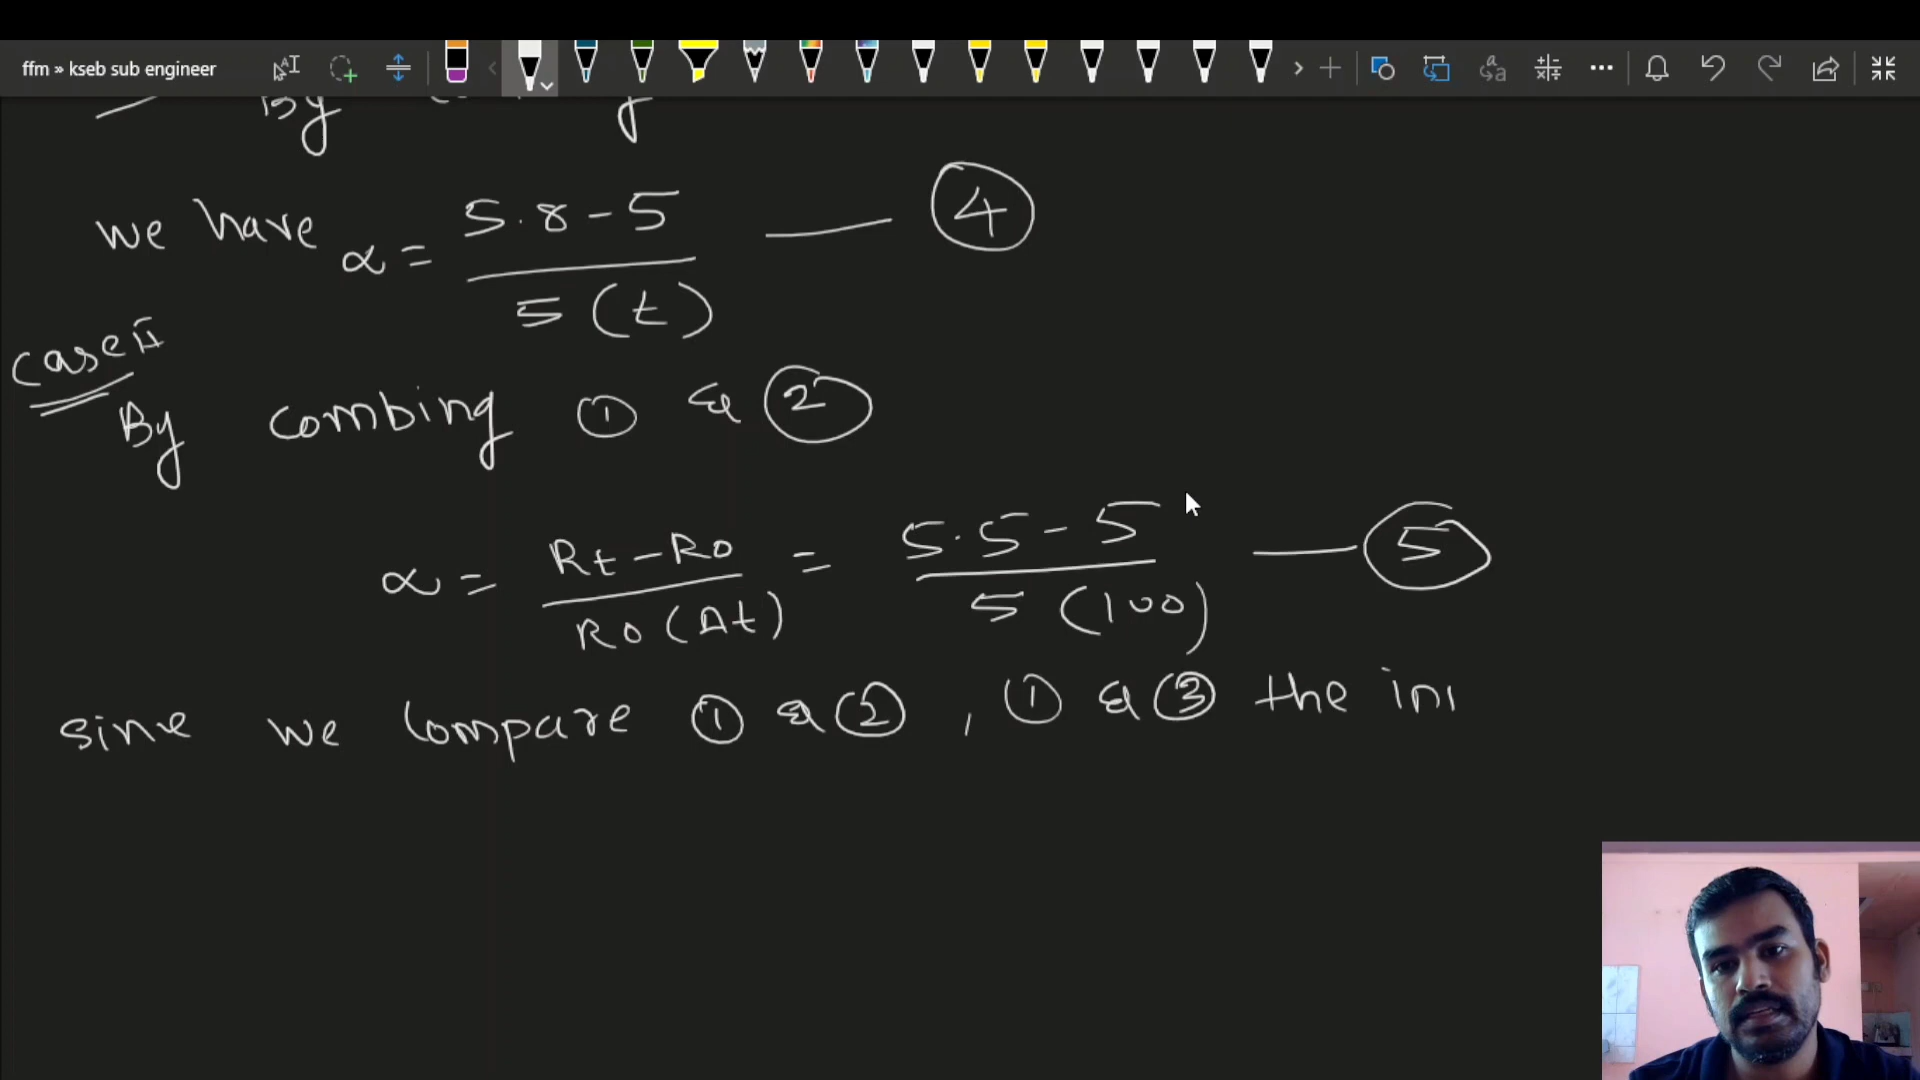 ffm » kseb sub engineer
By
we have α = 5.8 - 5 / 5 (t) — ④
case II
By combing ① & ②
α = Rt - Ro / Ro (Δt) = 5.5 - 5 / 5 (100) — ⑤
sine we compare ① & ② , ① & ③ the ini